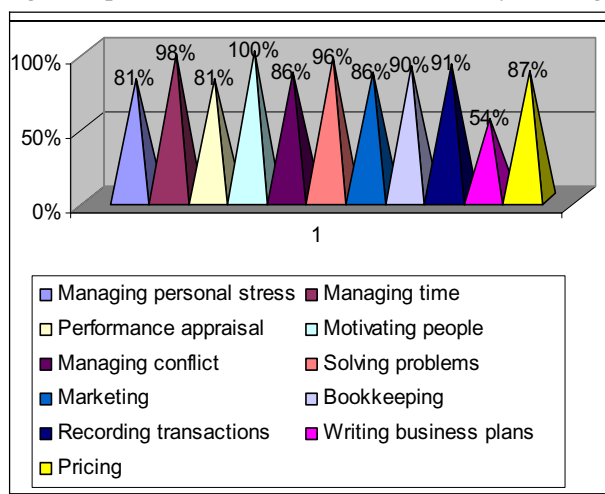 100%
50%
0%
81% 98% 81% 100% 86% 96% 86% 90% 91% 54% 87%
1
Managing personal stress Managing time
Performance appraisal Motivating people
Managing conflict Solving problems
Marketing Bookkeeping
Recording transactions Writing business plans
Pricing